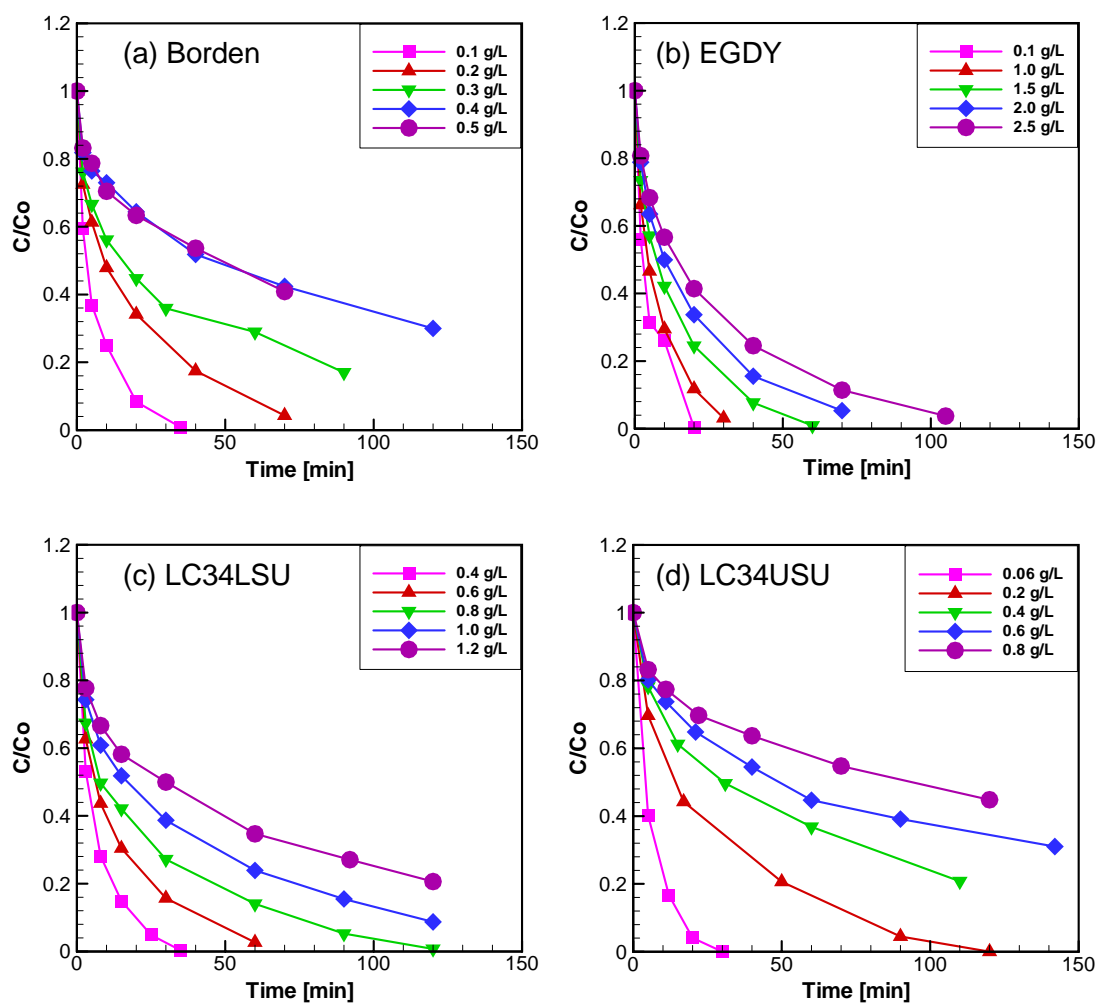 (a) Borden
0.1 g/L
0.2 g/L
0.3 g/L
0.4 g/L
0.5 g/L
C/Co
1.2
1
0.8
0.6
0.4
0.2
0
0 50 100 150
Time [min]
(b) EGDY
0.1 g/L
1.0 g/L
1.5 g/L
2.0 g/L
2.5 g/L
C/Co
1.2
1
0.8
0.6
0.4
0.2
0
0 50 100 150
Time [min]
(c) LC34LSU
0.4 g/L
0.6 g/L
0.8 g/L
1.0 g/L
1.2 g/L
C/Co
1.2
1
0.8
0.6
0.4
0.2
0
0 50 100 150
Time [min]
(d) LC34USU
0.06 g/L
0.2 g/L
0.4 g/L
0.6 g/L
0.8 g/L
C/Co
1.2
1
0.8
0.6
0.4
0.2
0
0 50 100 150
Time [min]